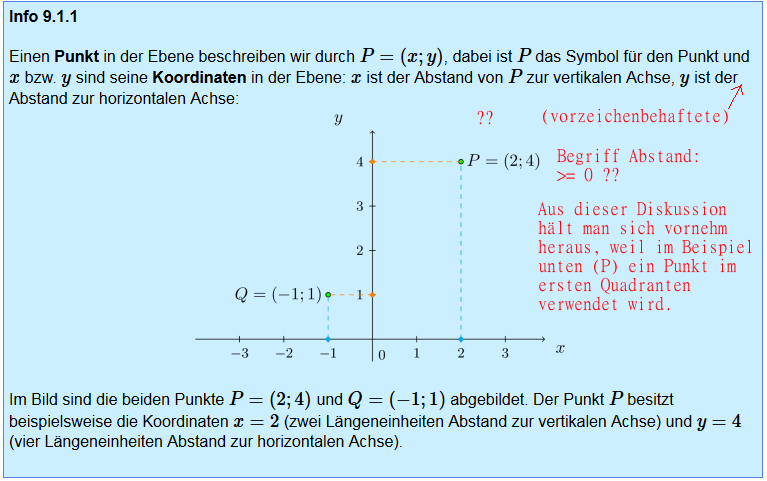 Info 9.1.1
Einen Punkt in der Ebene beschreiben wir durch P = (x; y), dabei ist P das Symbol für den Punkt und
x bzw. y sind seine Koordinaten in der Ebene: x ist der Abstand von P zur vertikalen Achse, y ist der
Abstand zur horizontalen Achse:
y
??
(vorzeichenbehaftete)
4
P = (2; 4)
Begriff Abstand:
>= 0 ??
3
Aus dieser Diskussion
hält man sich vornehm
heraus, weil im Beispiel
unten (P) ein Punkt im
ersten Quadranten
verwendet wird.
2
Q = (−1; 1)
1
−3 −2 −1 0 1 2 3 x
Im Bild sind die beiden Punkte P = (2; 4) und Q = (−1; 1) abgebildet. Der Punkt P besitzt
beispielsweise die Koordinaten x = 2 (zwei Längeneinheiten Abstand zur vertikalen Achse) und y = 4
(vier Längeneinheiten Abstand zur horizontalen Achse).